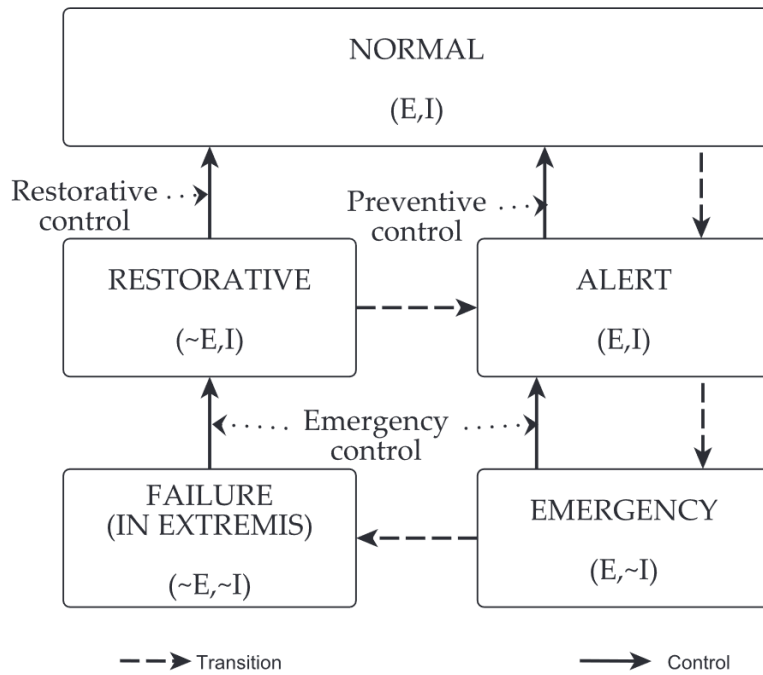 NORMAL
(E,I)
Restorative
control
Preventive
control
RESTORATIVE
(~E,I)
ALERT
(E,I)
Emergency
control
FAILURE
(IN EXTREMIS)
(~E,~I)
EMERGENCY
(E,~I)
Transition
Control